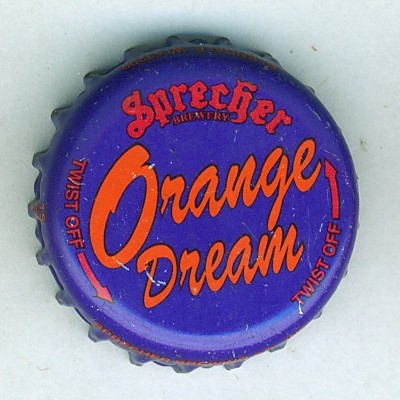 Sprecher
BREWERY
Orange
Dream
TWIST OFF
TWIST OFF